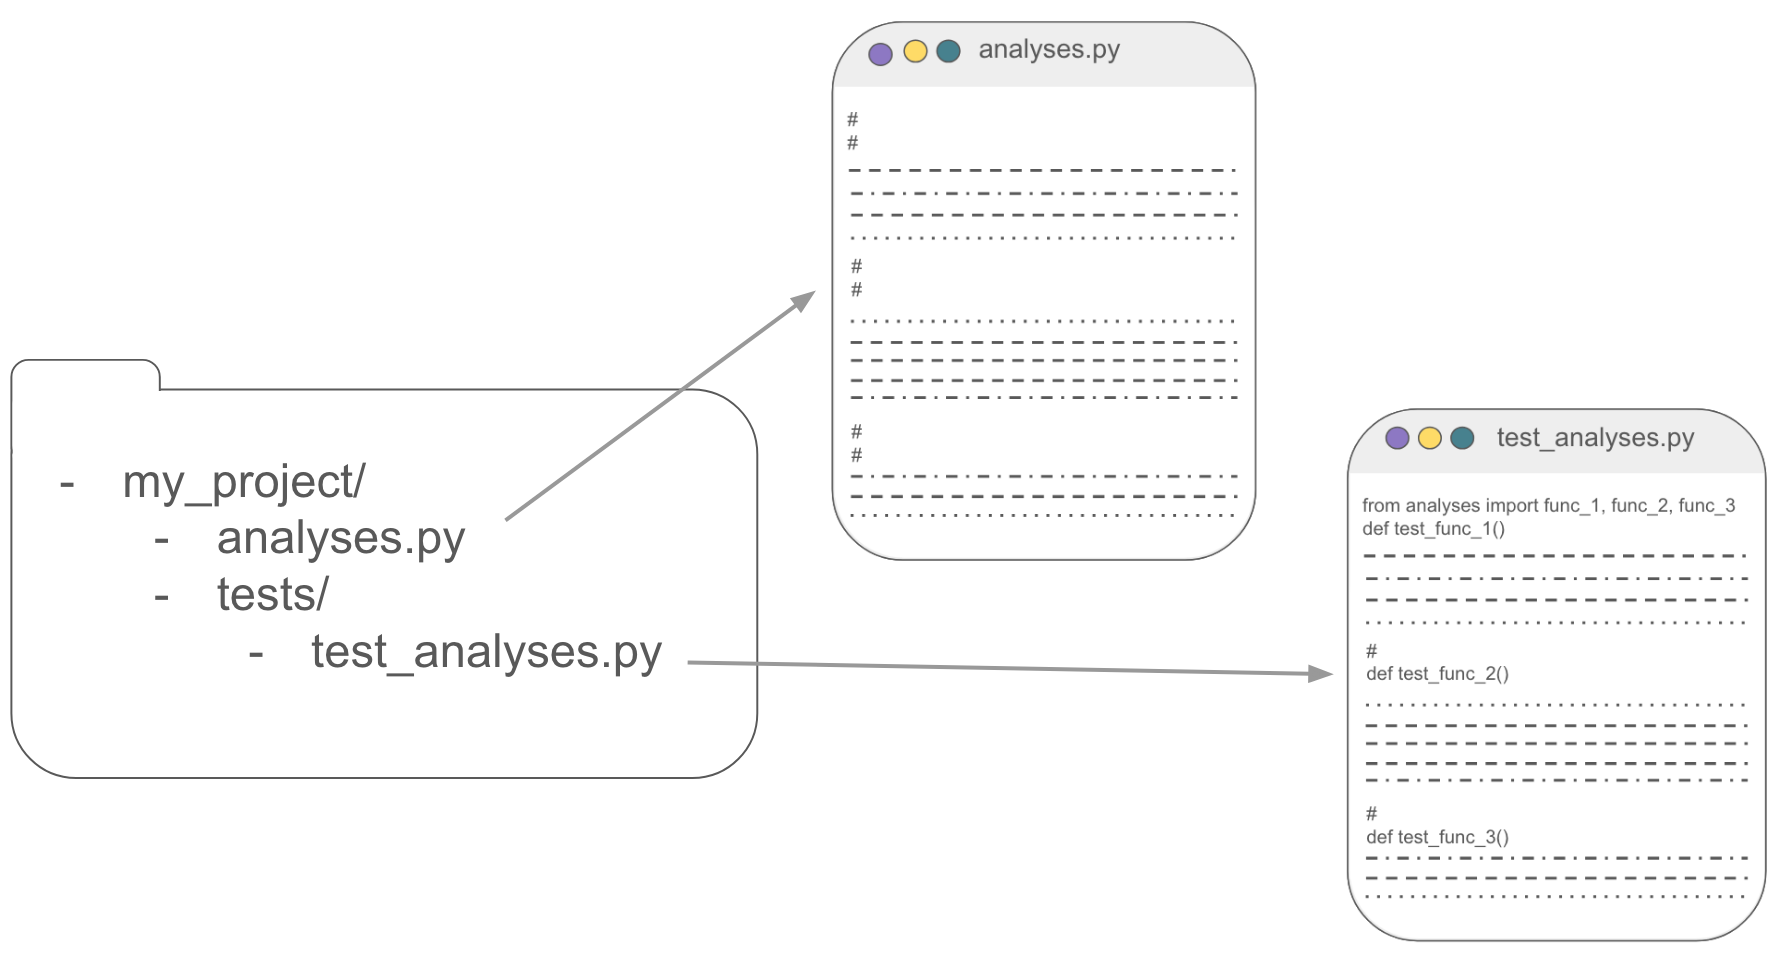 - my_project/
- analyses.py
- tests/
- test_analyses.py
analyses.py
#
#
#
#
#
#
test_analyses.py
from analyses import func_1, func_2, func_3
def test_func_1()
#
def test_func_2()
#
def test_func_3()